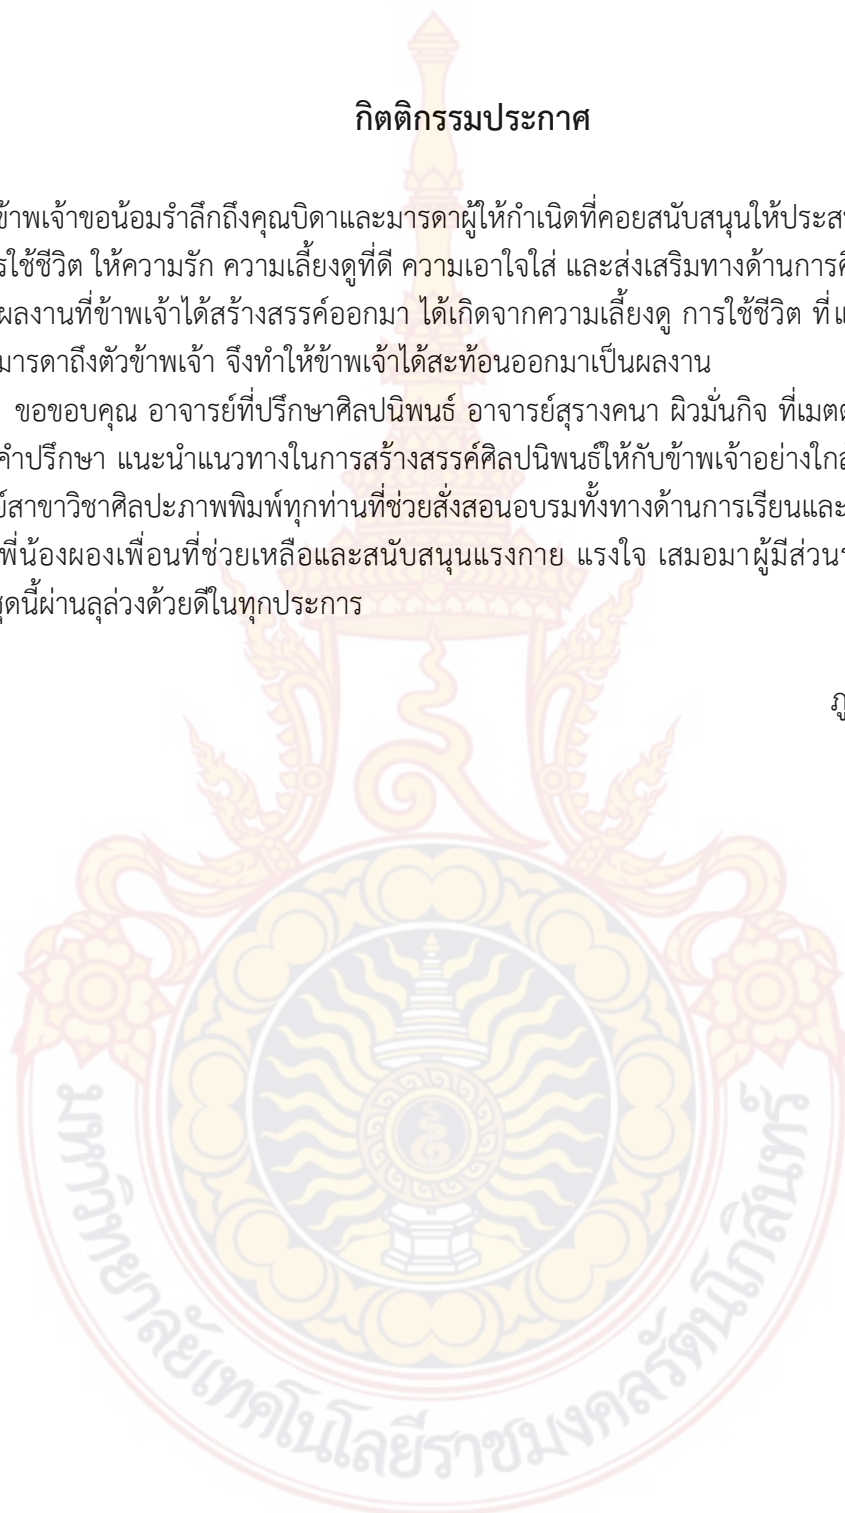 กิตติกรรมประกาศ
ข้าพเจ้าขอน้อมรำลึกถึงคุณบิดาและมารดาผู้ให้กำเนิดที่คอยสนับสนุนให้ประส
ใช้ชีวิต ให้ความรัก ความเลี้ยงดูที่ดี ความเอาใจใส่ และส่งเสริมทางด้านการ
ผลงานที่ข้าพเจ้าได้สร้างสรรค์ออกมา ได้เกิดจากความเลี้ยงดู การใช้ชีวิต ที่
มารดาถึงตัวข้าพเจ้า จึงทำให้ข้าพเจ้าได้สะท้อนออกมาเป็นผลงาน
ขอขอบคุณ อาจารย์ที่ปรึกษาศิลปนิพนธ์ อาจารย์สุรางคนา ผิวมั่นกิจ ที่เมต
คำปรึกษา แนะนำแนวทางในการสร้างสรรค์ศิลปนิพนธ์ให้กับข้าพเจ้าอย่างใกล้
ย์สาขาวิชาศิลปะภาพพิมพ์ทุกท่านที่ช่วยสั่งสอนอบรมทั้งทางด้านการเรียนและ
พี่น้องผองเพื่อนที่ช่วยเหลือและสนับสนุนแรงกาย แรงใจ เสมอมาผู้มีส่วน
ชุดนี้ผ่านลุล่วงด้วยดีในทุกประการ
ภู
มหาวิทยาลัยเทคโนโลยีราชมงคลรัตนโกสินทร์